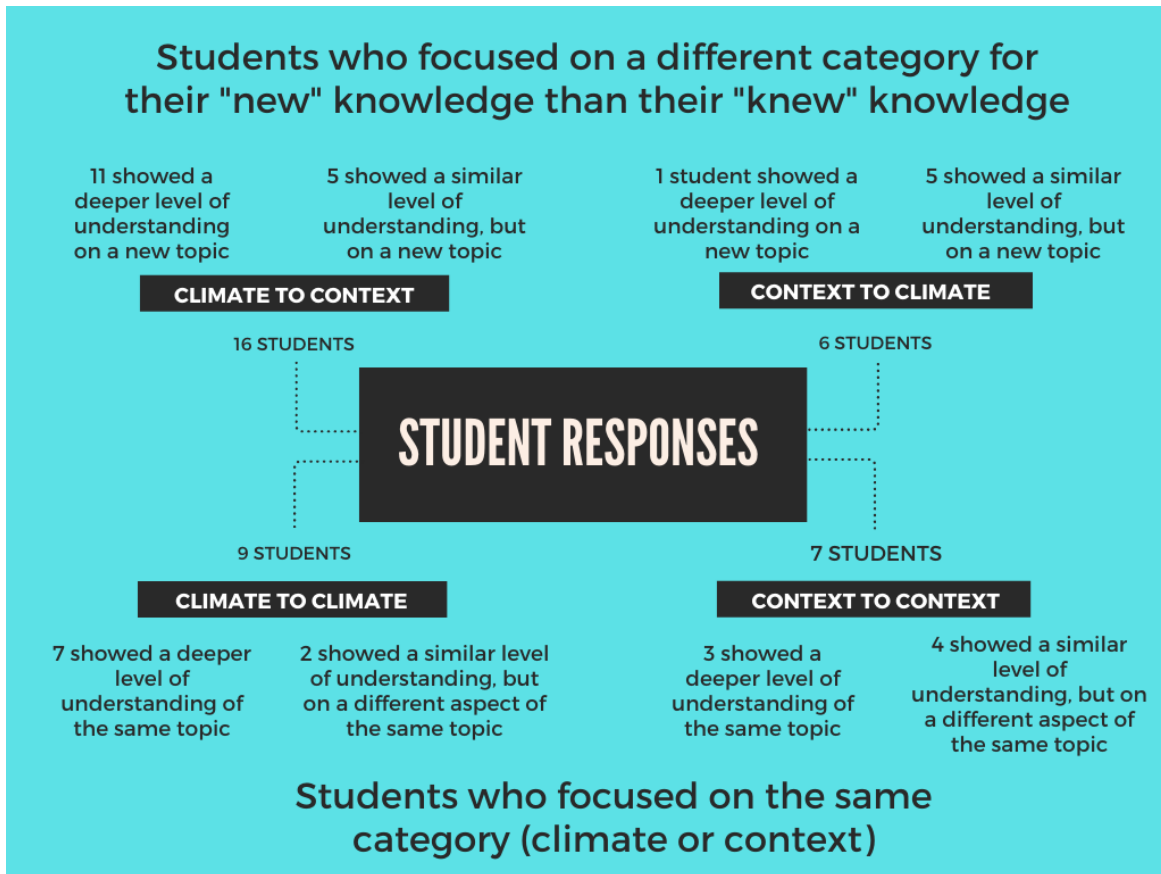 Students who focused on a different category for
their "new" knowledge than their "knew" knowledge
11 showed a
deeper level of
understanding
on a new topic
5 showed a similar
level of
understanding, but
on a new topic
CLIMATE TO CONTEXT
16 STUDENTS
1 student showed a
deeper level of
understanding on a
new topic
5 showed a similar
level of
understanding, but
on a new topic
CONTEXT TO CLIMATE
6 STUDENTS
STUDENT RESPONSES
9 STUDENTS
CLIMATE TO CLIMATE
7 showed a deeper
level of
understanding of
the same topic
2 showed a similar level
of understanding, but
on a different aspect of
the same topic
7 STUDENTS
CONTEXT TO CONTEXT
3 showed a
deeper level of
understanding of
the same topic
4 showed a similar
level of
understanding, but on
a different aspect of
the same topic
Students who focused on the same
category (climate or context)